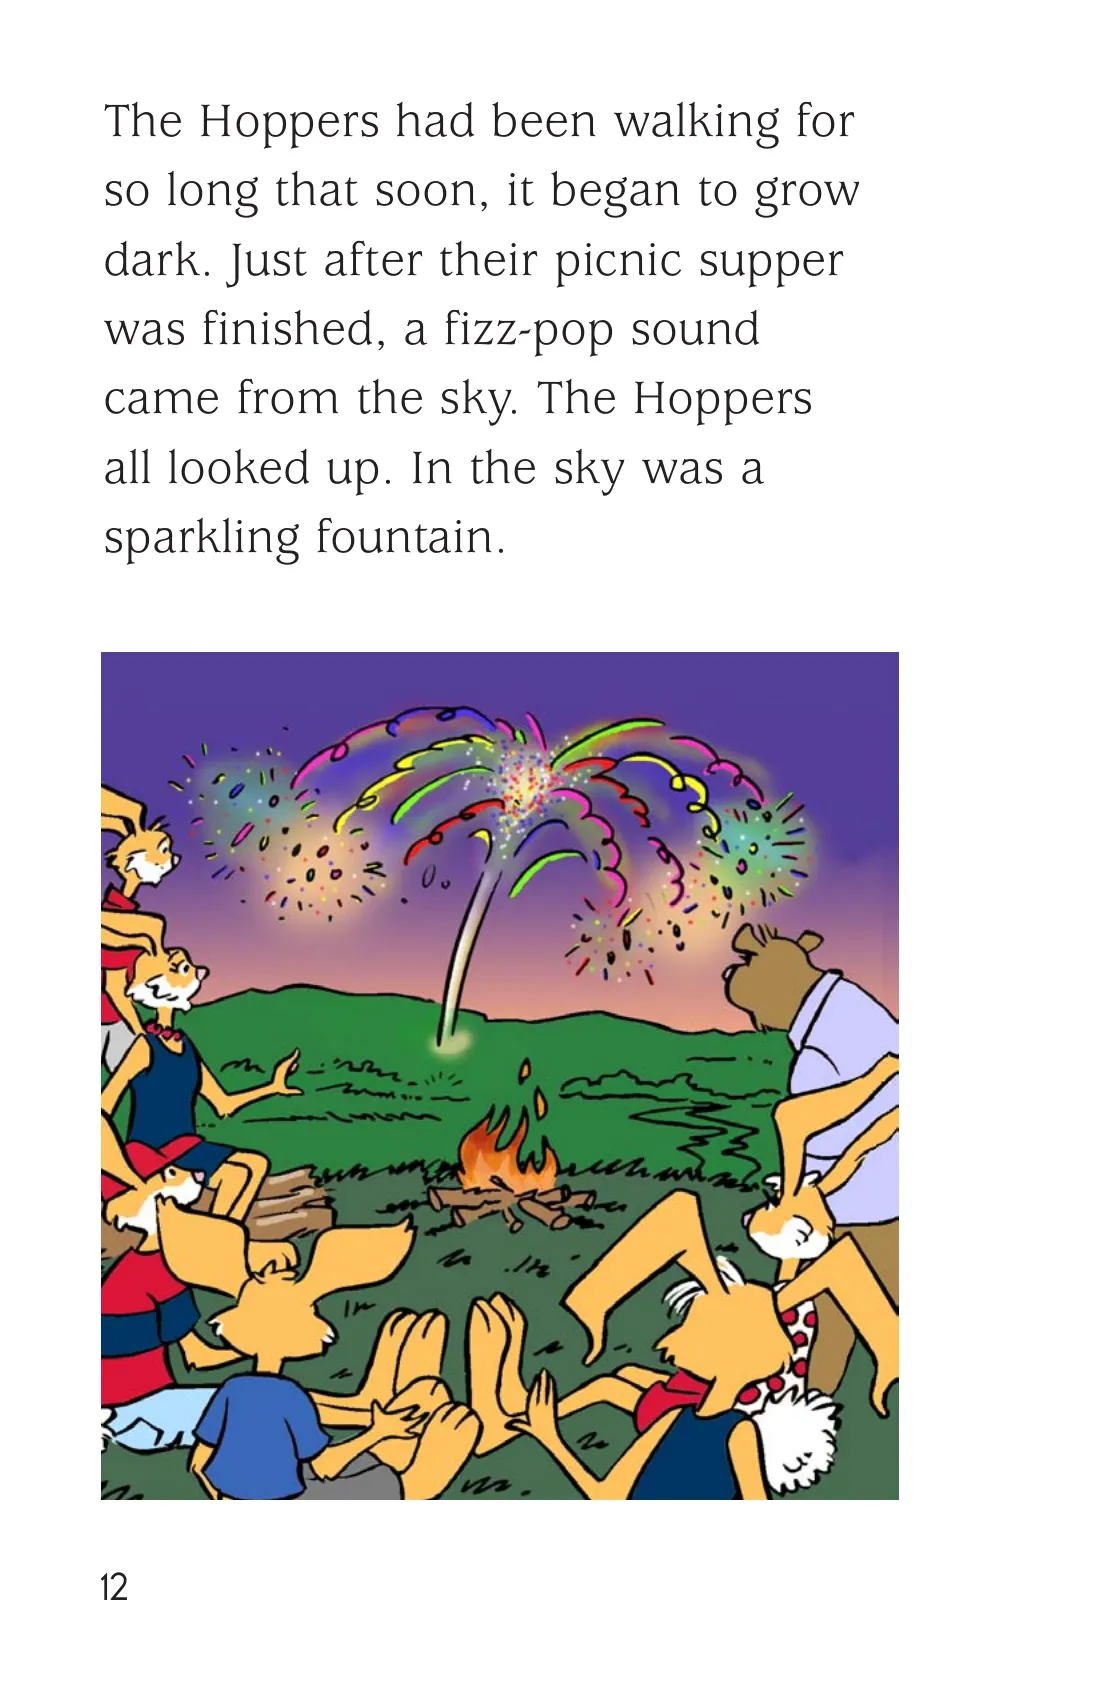 The Hoppers had been walking for
so long that soon, it began to grow
dark. Just after their picnic supper
was finished, a fizz-pop sound
came from the sky. The Hoppers
all looked up. In the sky was a
sparkling fountain.
12